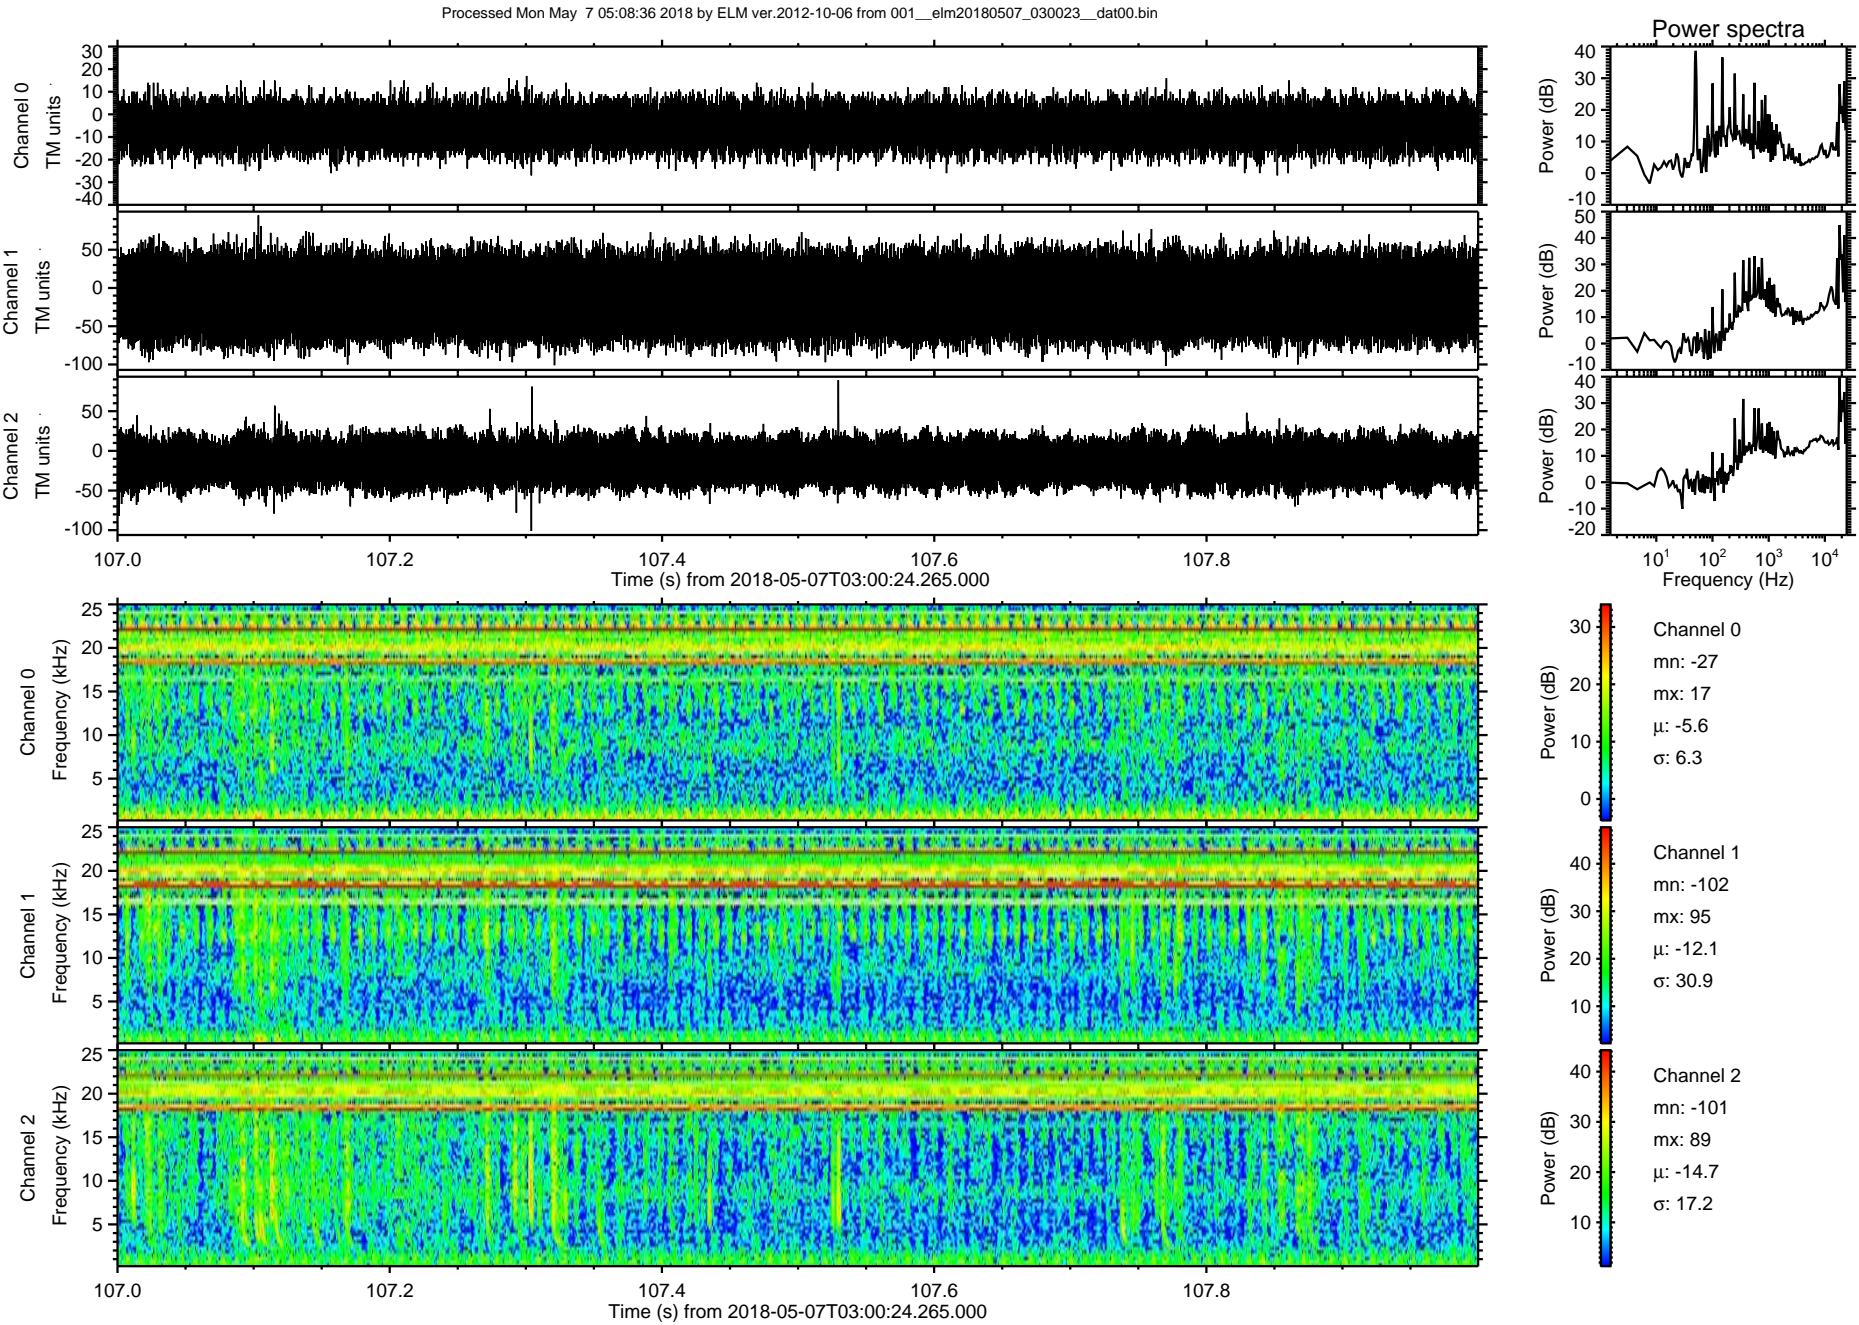 Processed Mon May  7 05:08:36 2018 by ELM ver.2012-10-06 from 001__elm20180507_030023__dat00.bin
Power spectra
Channel 0
TM units
30
20
10
0
-10
-20
-30
-40
Power (dB)
40
30
20
10
0
-10
Channel 1
TM units
50
0
-50
-100
Power (dB)
50
40
30
20
10
0
-10
Channel 2
TM units
50
0
-50
-100
Power (dB)
40
30
20
10
0
-10
-20
107.0 107.2 107.4 107.6 107.8
Time (s) from 2018-05-07T03:00:24.265.000
10¹ 10² 10³ 10⁴
Frequency (Hz)
Channel 0
Frequency (kHz)
25
20
15
10
5
Power (dB)
30
20
10
0
Channel 0
mn: -27
mx: 17
μ: -5.6
σ: 6.3
Channel 1
Frequency (kHz)
25
20
15
10
5
Power (dB)
40
30
20
10
Channel 1
mn: -102
mx: 95
μ: -12.1
σ: 30.9
Channel 2
Frequency (kHz)
25
20
15
10
5
Power (dB)
40
30
20
10
Channel 2
mn: -101
mx: 89
μ: -14.7
σ: 17.2
107.0 107.2 107.4 107.6 107.8
Time (s) from 2018-05-07T03:00:24.265.000